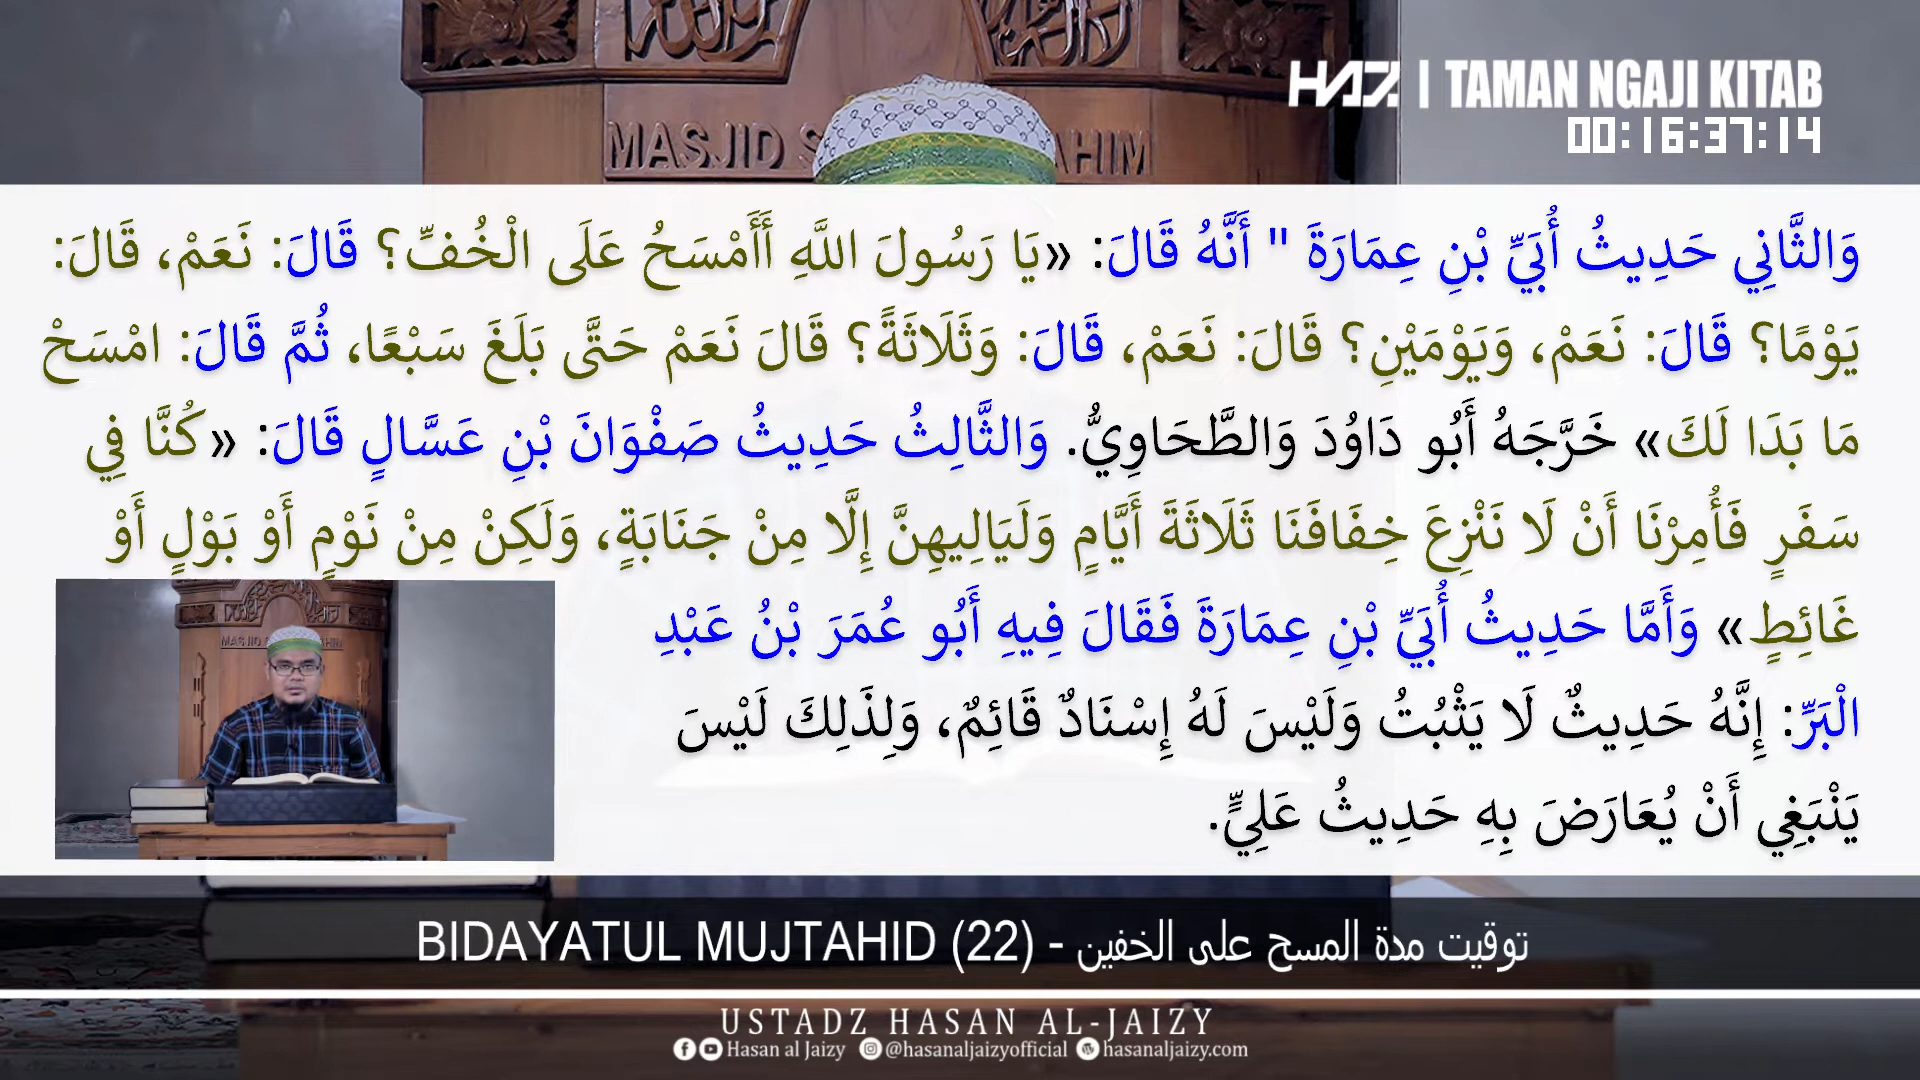 HAZ. | TAMAN NGAJI KITAB
00:16:37:14
MASJID S AHIM
وَالثَّانِي حَدِيثُ أُبَيِّ بْنِ عِمَارَةَ " أَنَّهُ قَالَ: «يَا رَسُولَ اللَّهِ أَأَمْسَحُ عَلَى الْخُفِّ؟ قَالَ: نَعَمْ، قَالَ:
يَوْمًا؟ قَالَ: نَعَمْ، وَيَوْمَيْنِ؟ قَالَ: نَعَمْ، قَالَ: وَثَلَاثَةً؟ قَالَ نَعَمْ حَتَّى بَلَغَ سَبْعًا، ثُمَّ قَالَ: امْسَحْ
مَا بَدَا لَكَ» خَرَّجَهُ أَبُو دَاوُدَ وَالطَّحَاوِيُّ. وَالثَّالِثُ حَدِيثُ صَفْوَانَ بْنِ عَسَّالٍ قَالَ: «كُنَّا فِي
سَفَرٍ فَأُمِرْنَا أَنْ لَا نَنْزِعَ خِفَافَنَا ثَلَاثَةَ أَيَّامٍ وَلَيَالِيهِنَّ إِلَّا مِنْ جَنَابَةٍ، وَلَكِنْ مِنْ نَوْمٍ أَوْ بَوْلٍ أَوْ
غَائِطٍ» وَأَمَّا حَدِيثُ أُبَيِّ بْنِ عِمَارَةَ فَقَالَ فِيهِ أَبُو عُمَرَ بْنُ عَبْدِ
الْبَرِّ: إِنَّهُ حَدِيثٌ لَا يَثْبُتُ وَلَيْسَ لَهُ إِسْنَادٌ قَائِمٌ، وَلِذَلِكَ لَيْسَ
يَنْبَغِي أَنْ يُعَارَضَ بِهِ حَدِيثُ عَلِيٍّ.
BIDAYATUL MUJTAHID (22) - توقيت مدة المسح على الخفين
USTADZ HASAN AL-JAIZY
Hasan al Jaizy @hasanaljaizyofficial hasanaljaizy.com